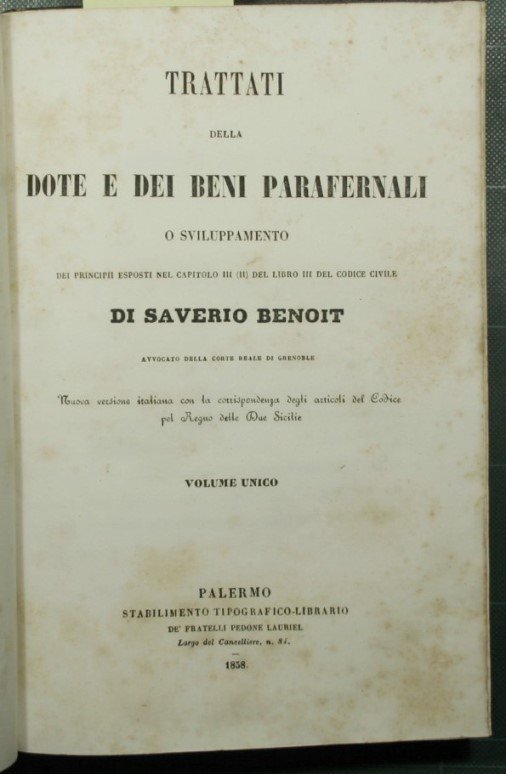 TRATTATI
DELLA
DOTE E DEI BENI PARAFERNALI
O SVILUPPAMENTO
DEI PRINCIPII ESPOSTI NEL CAPITOLO III (II) DEL LIBRO III DEL CODICE CIVILE
DI SAVERIO BENOIT
AVVOCATO DELLA CORTE REALE DI GRENOBLE
Nuova versione italiana con la corrispondenza degli articoli del Codice
pel Regno delle Due Sicilie
VOLUME UNICO
PALERMO
STABILIMENTO TIPOGRAFICO-LIBRARIO
DE' FRATELLI PEDONE LAURIEL
Largo del Cancelliere, n. 84.
1858.